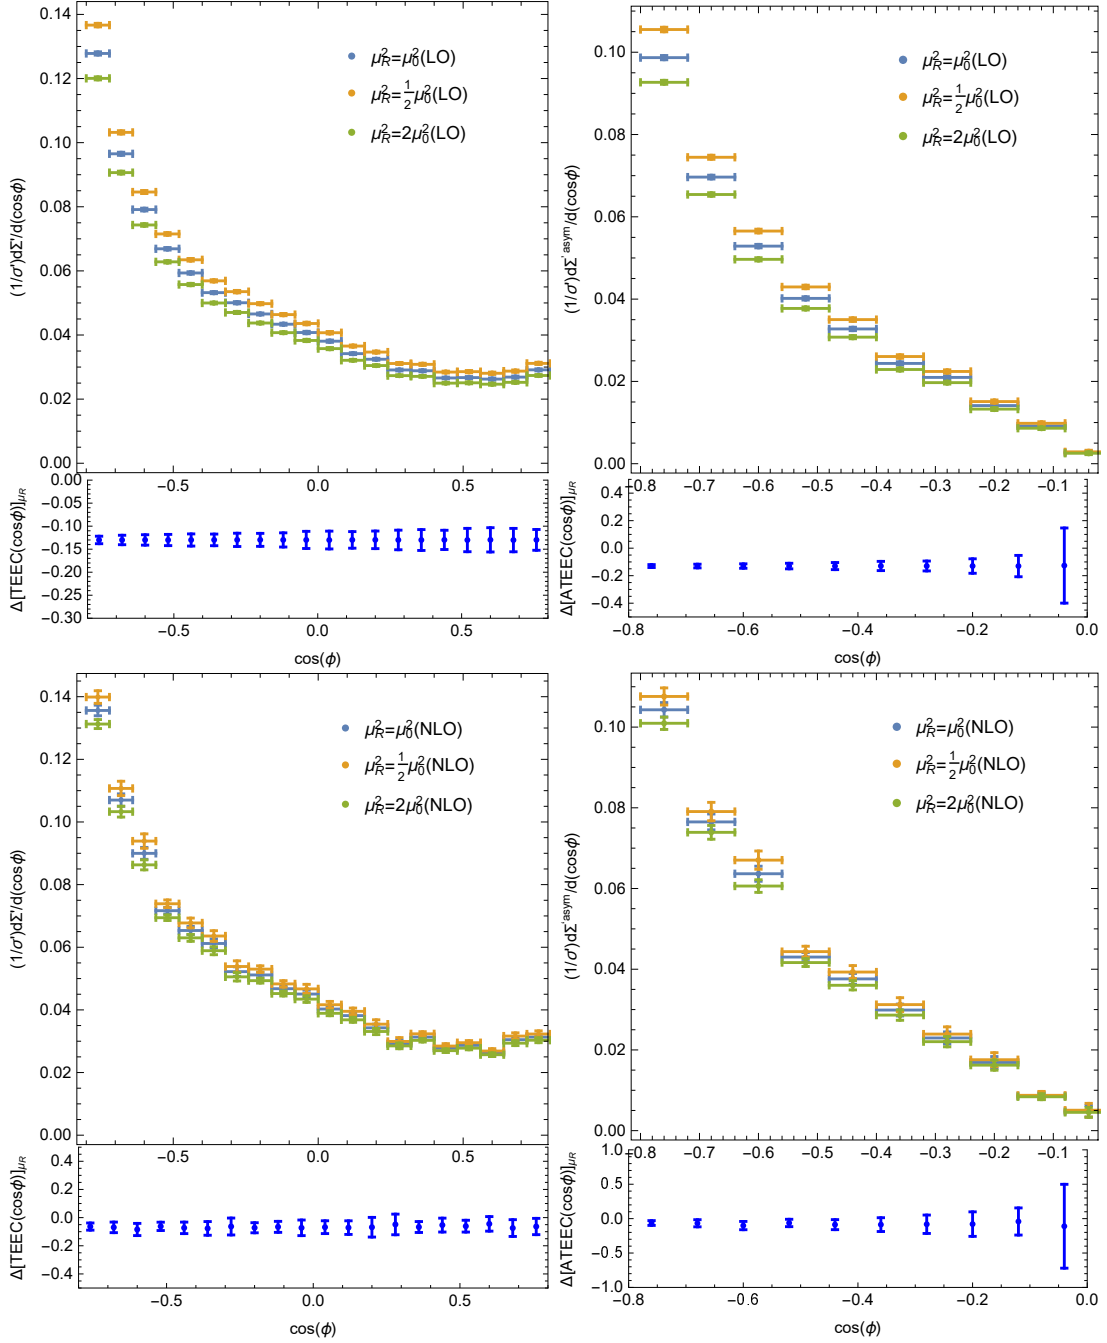 (1/σ')dΣ'/d(cosϕ)
0.14
0.12
0.10
0.08
0.06
0.04
0.02
0.00
μ_R^2=μ_0^2(LO)
μ_R^2=1/2μ_0^2(LO)
μ_R^2=2μ_0^2(LO)
−0.5 0.0 0.5
Δ[TEEC(cosϕ)]_μR
0.00
−0.05
−0.10
−0.15
−0.20
−0.25
−0.30
−0.5 0.0 0.5
cos(ϕ)
(1/σ')dΣ'^asym/d(cosϕ)
0.10
0.08
0.06
0.04
0.02
0.00
μ_R^2=μ_0^2(LO)
μ_R^2=1/2μ_0^2(LO)
μ_R^2=2μ_0^2(LO)
−0.8 −0.7 −0.6 −0.5 −0.4 −0.3 −0.2 −0.1
Δ[ATEEC(cosϕ)]_μR
0.4
0.2
0.0
−0.2
−0.4
−0.8 −0.6 −0.4 −0.2 0.0
cos(ϕ)
(1/σ')dΣ'/d(cosϕ)
0.14
0.12
0.10
0.08
0.06
0.04
0.02
0.00
μ_R^2=μ_0^2(NLO)
μ_R^2=1/2μ_0^2(NLO)
μ_R^2=2μ_0^2(NLO)
−0.5 0.0 0.5
Δ[TEEC(cosϕ)]_μR
0.4
0.2
0.0
−0.2
−0.4
−0.5 0.0 0.5
cos(ϕ)
(1/σ')dΣ'^asym/d(cosϕ)
0.10
0.08
0.06
0.04
0.02
0.00
μ_R^2=μ_0^2(NLO)
μ_R^2=1/2μ_0^2(NLO)
μ_R^2=2μ_0^2(NLO)
−0.8 −0.7 −0.6 −0.5 −0.4 −0.3 −0.2 −0.1
Δ[ATEEC(cosϕ)]_μR
1.0
0.5
0.0
−0.5
−1.0
−0.8 −0.6 −0.4 −0.2 0.0
cos(ϕ)